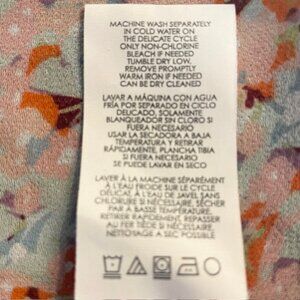 MACHINE WASH SEPARATELY
IN COLD WATER ON
THE DELICATE CYCLE
ONLY NON-CHLORINE
BLEACH IF NEEDED
TUMBLE DRY LOW.
REMOVE PROMPTLY
WARM IRON IF NEEDED
CAN BE DRY CLEANED
LAVAR A MÁQUINA CON AGUA
FRÍA POR SEPARADO EN CICLO
DELICADO, SOLAMENTE
BLANQUEADOR SIN CLORO SI
FUERA NECESARIO
USAR LA SECADORA A BAJA
TEMPERATURA Y RETIRAR
RÁPIDAMENTE, PLANCHA TIBIA
SI FUERA NECESARIO
SE PUEDE LAVAR EN SECO
LAVER À LA MACHINE SÉPARÉMENT
À L'EAU FROIDE SUR LE CYCLE
DÉLICAT, À L'EAU DE JAVEL SANS
CHLORURE SI NÉCESSAIRE, SÉCHER
PAR À BASSE TEMPÉRATURE.
RETIRER RAPIDEMENT, REPASSER
AU FER TIÈDE SI NÉCESSAIRE
NETTOYAGE A SEC POSSIBLE